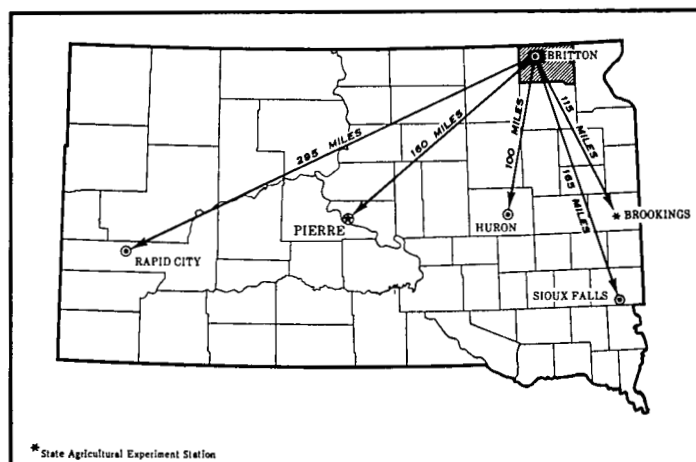 BRITTON
295 MILES
160 MILES
100 MILES
115 MILES
165 MILES
PIERRE
HURON
* BROOKINGS
RAPID CITY
SIOUX FALLS
* State Agricultural Experiment Station